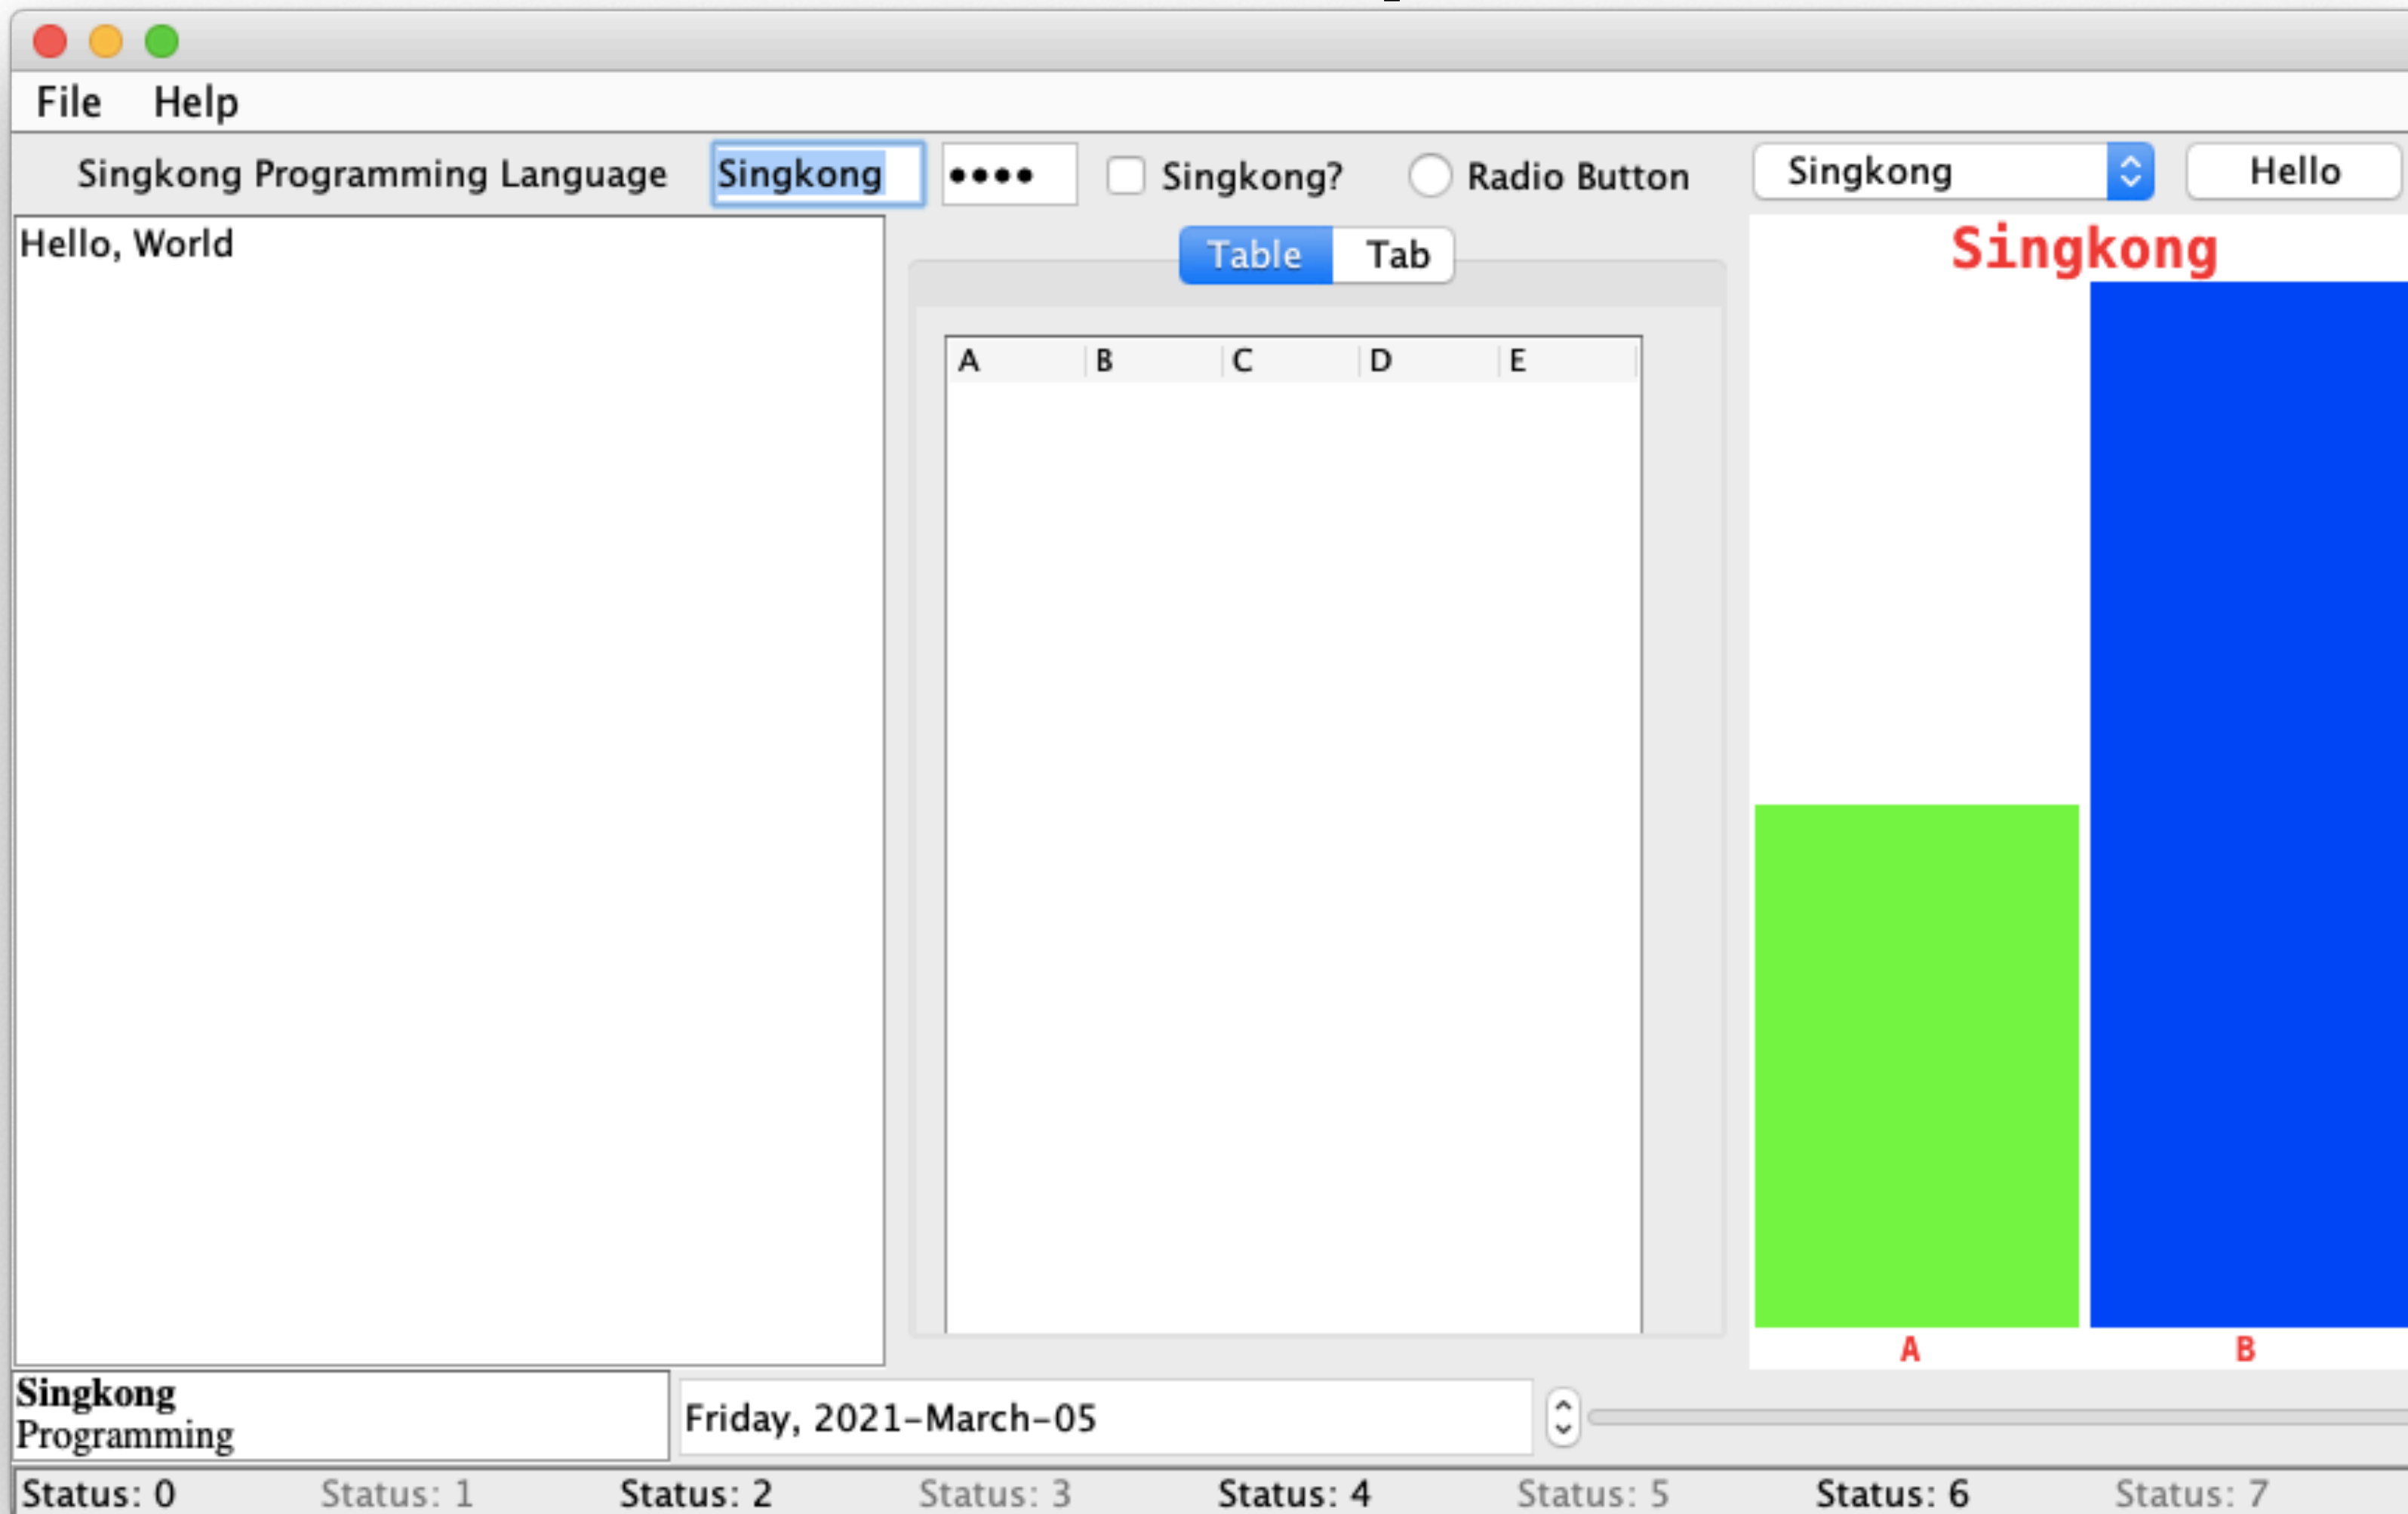 File Help
Singkong Programming Language Singkong •••• Singkong? Radio Button Singkong Hello
Hello, World
Table Tab
A B C D E
Singkong
A B
Singkong
Programming
Friday, 2021-March-05
Status: 0 Status: 1 Status: 2 Status: 3 Status: 4 Status: 5 Status: 6 Status: 7